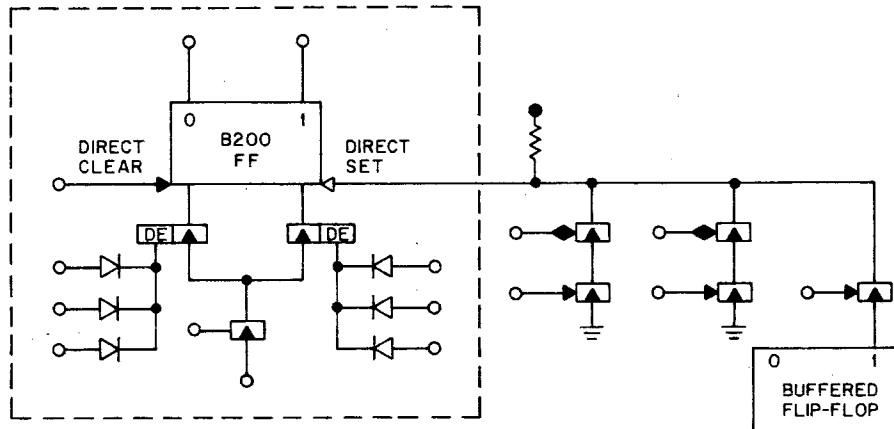 0 1
B200
FF
DIRECT
CLEAR
DIRECT
SET
DE
DE
0 1
BUFFERED
FLIP-FLOP